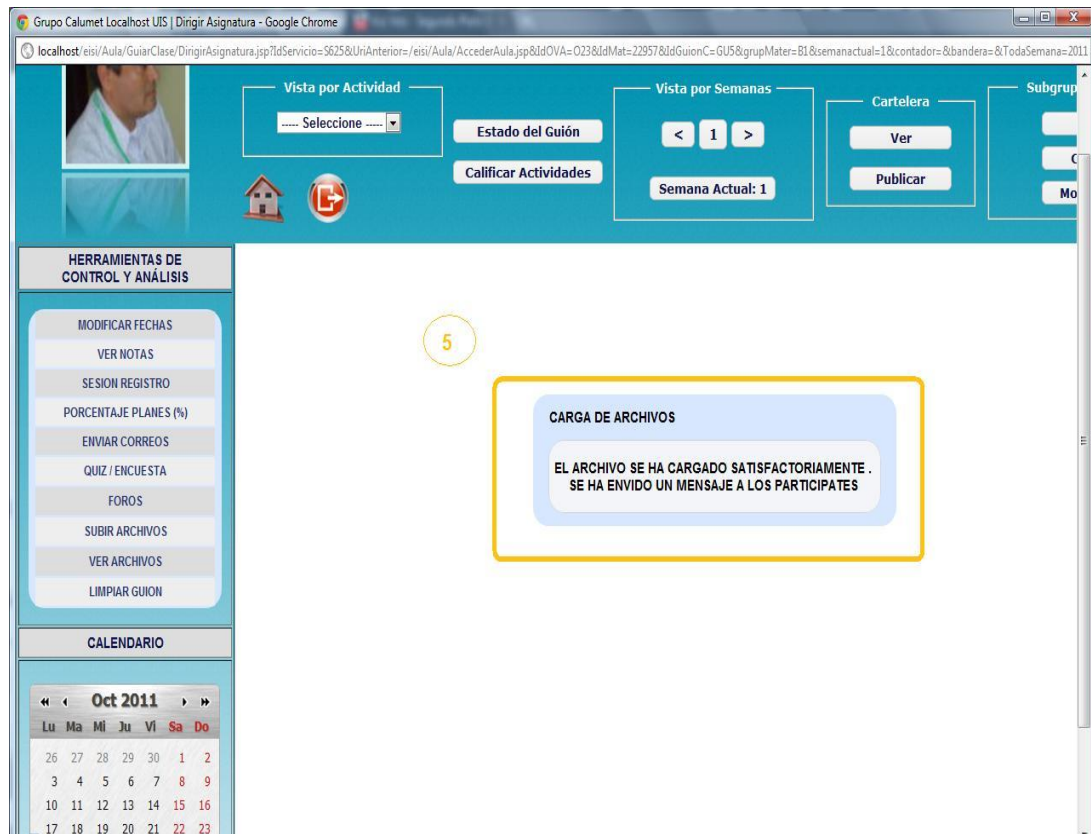 Grupo Calumet Localhost UIS | Dirigir Asignatura - Google Chrome
localhost/eisi/Aula/GuiarClase/DirigirAsignatura.jsp?IdServicio=S625&UriAnterior=/eisi/Aula/AccederAula.jsp&IdOVA=O23&IdMat=22957&IdGuionC=GU5&grupMater=B1&semanactual=1&contador=&bandera=&TodaSemana=2011
Vista por Actividad
----- Seleccione -----
Estado del Guión
Calificar Actividades
Vista por Semanas
< 1 >
Semana Actual: 1
Cartelera
Ver
Publicar
Subgrup
C
Mo
HERRAMIENTAS DE
CONTROL Y ANÁLISIS
MODIFICAR FECHAS
VER NOTAS
SESION REGISTRO
PORCENTAJE PLANES (%)
ENVIAR CORREOS
QUIZ / ENCUESTA
FOROS
SUBIR ARCHIVOS
VER ARCHIVOS
LIMPIAR GUION
5
CARGA DE ARCHIVOS
EL ARCHIVO SE HA CARGADO SATISFACTORIAMENTE .
SE HA ENVIDO UN MENSAJE A LOS PARTICIPATES
CALENDARIO
Oct 2011
Lu Ma Mi Ju Vi Sa Do
26 27 28 29 30 1 2
3 4 5 6 7 8 9
10 11 12 13 14 15 16
17 18 19 20 21 22 23